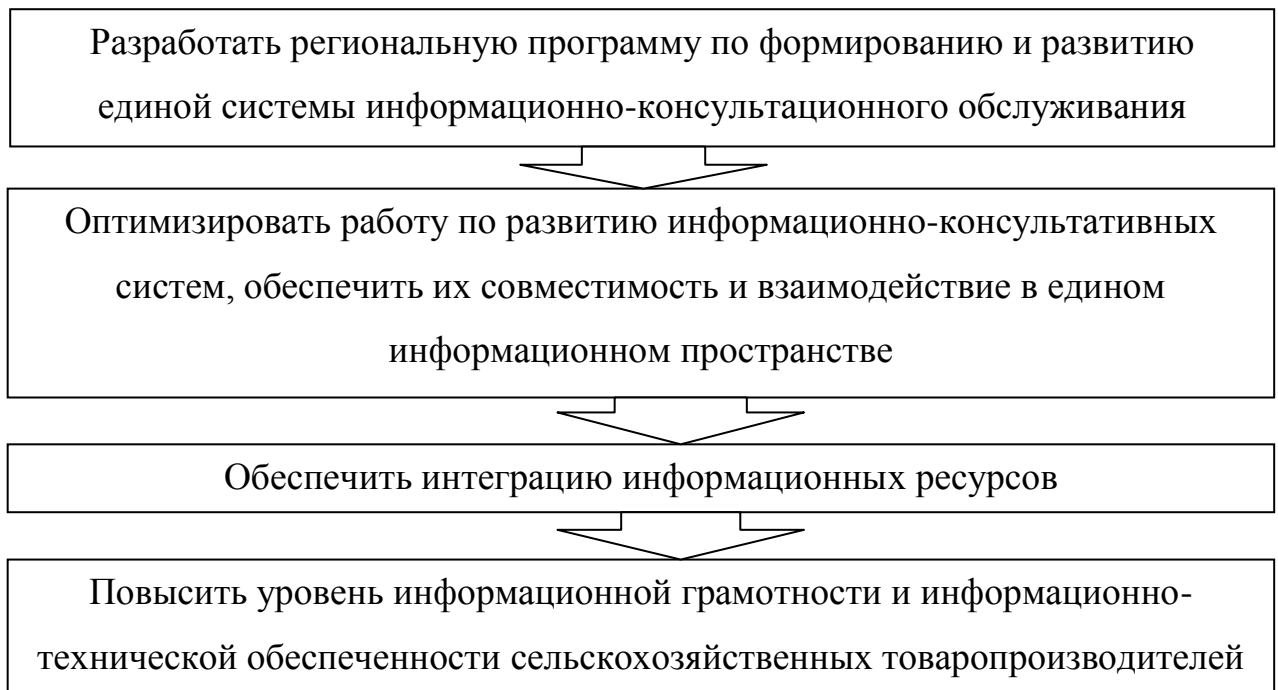 Разработать региональную программу по формированию и развитию
единой системы информационно-консультационного обслуживания
Оптимизировать работу по развитию информационно-консультативных
систем, обеспечить их совместимость и взаимодействие в едином
информационном пространстве
Обеспечить интеграцию информационных ресурсов
Повысить уровень информационной грамотности и информационно-
технической обеспеченности сельскохозяйственных товаропроизводителей